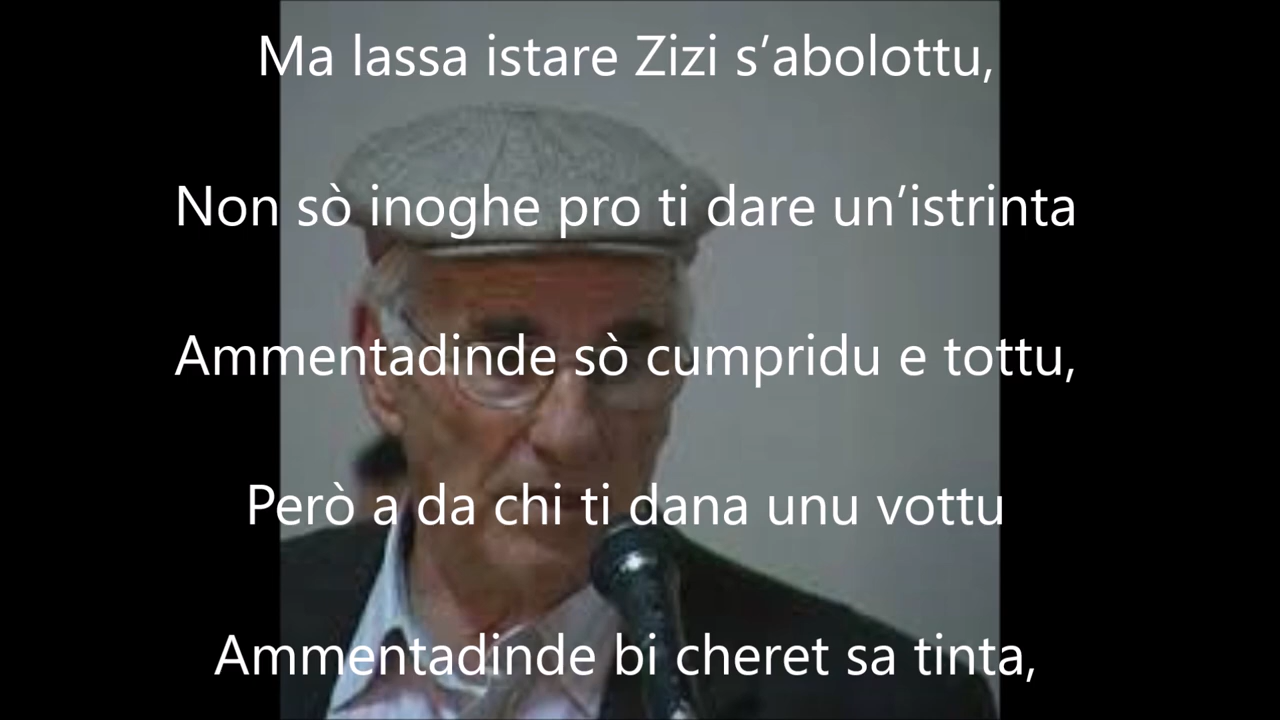 Ma lassa istare Zizi s’abolottu,
Non sò inoghe pro ti dare un’istrinta
Ammentadinde sò cumpridu e tottu,
Però a da chi ti dana unu vottu
Ammentadinde bi cheret sa tinta,